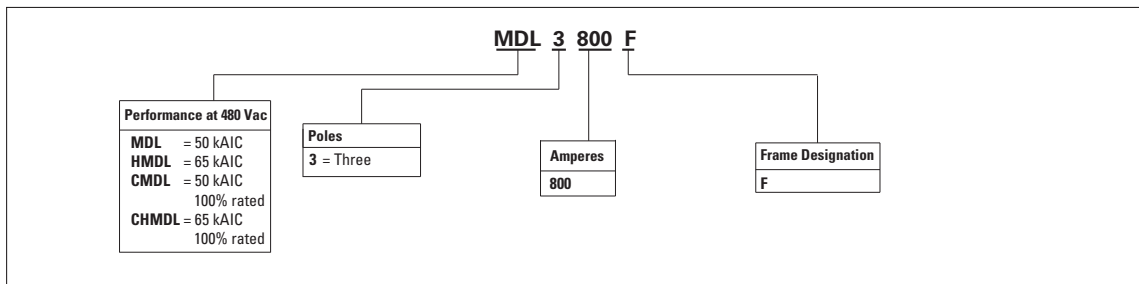 MDL 3 800 F
Performance at 480 Vac
MDL = 50 kAIC
HMDL = 65 kAIC
CMDL = 50 kAIC
100% rated
CHMDL = 65 kAIC
100% rated
Poles
3 = Three
Amperes
800
Frame Designation
F